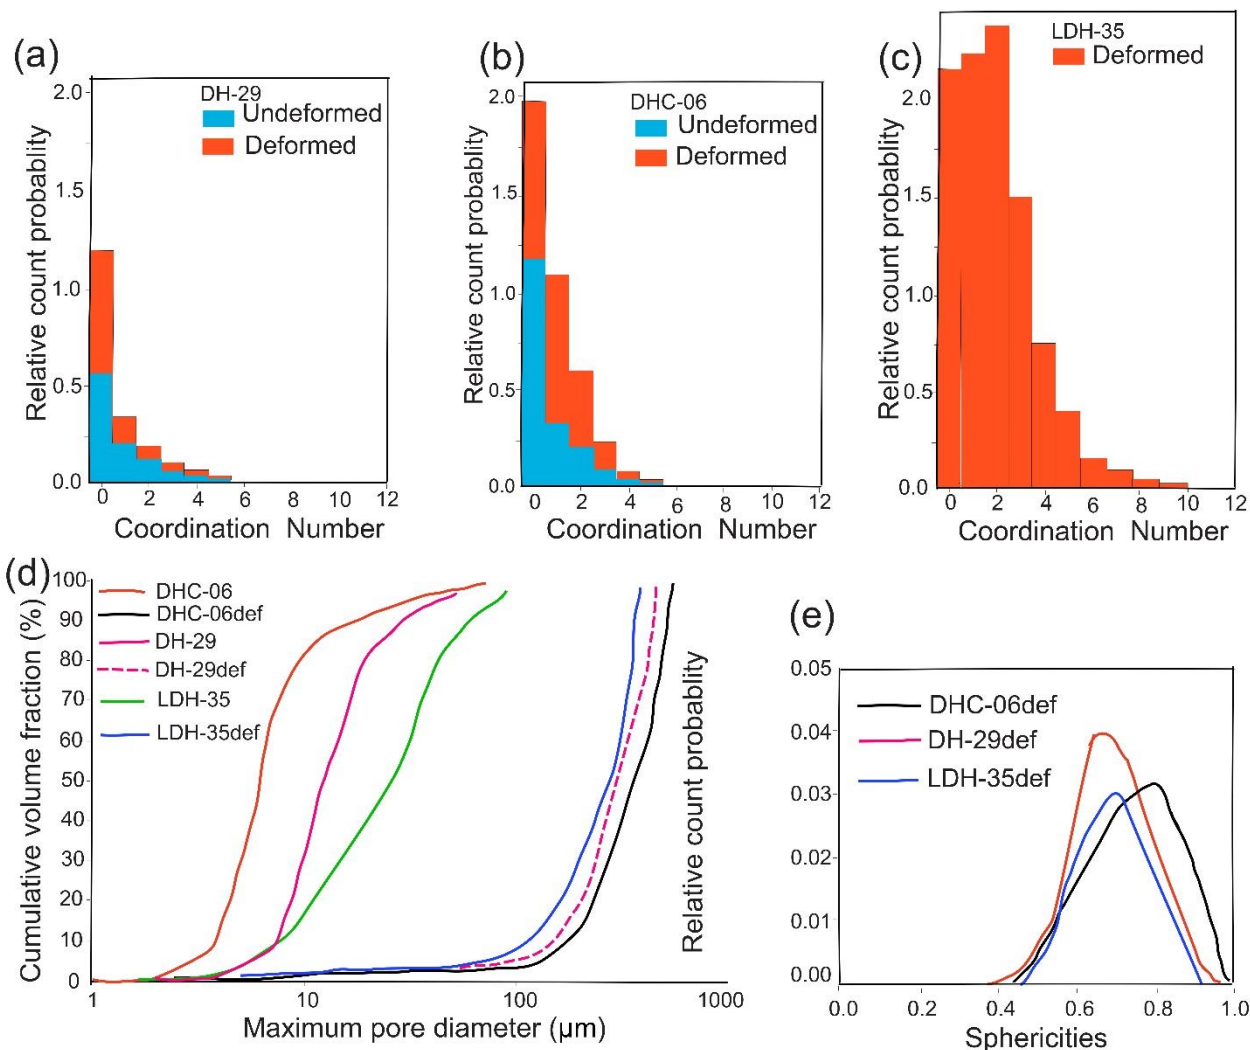 (a)
DH-29
Undeformed
Deformed
Relative count probablity
2.0
1.5
1.0
0.5
0.0
0 2 4 6 8 10 12
Coordination Number
(b)
DHC-06
Undeformed
Deformed
Relative count probablity
2.0
1.5
1.0
0.5
0.0
0 2 4 6 8 10 12
Coordination Number
(c)
LDH-35
Deformed
Relative count probablity
2.0
1.5
1.0
0.5
0.0
0 2 4 6 8 10 12
Coordination Number
(d)
DHC-06
DHC-06def
DH-29
DH-29def
LDH-35
LDH-35def
Cumulative volume fraction (%)
100
90
80
70
60
50
40
30
20
10
0
1 10 100 1000
Maximum pore diameter (µm)
(e)
DHC-06def
DH-29def
LDH-35def
Relative count probablity
0.05
0.04
0.03
0.02
0.01
0.00
0.0 0.2 0.4 0.6 0.8 1.0
Sphericities